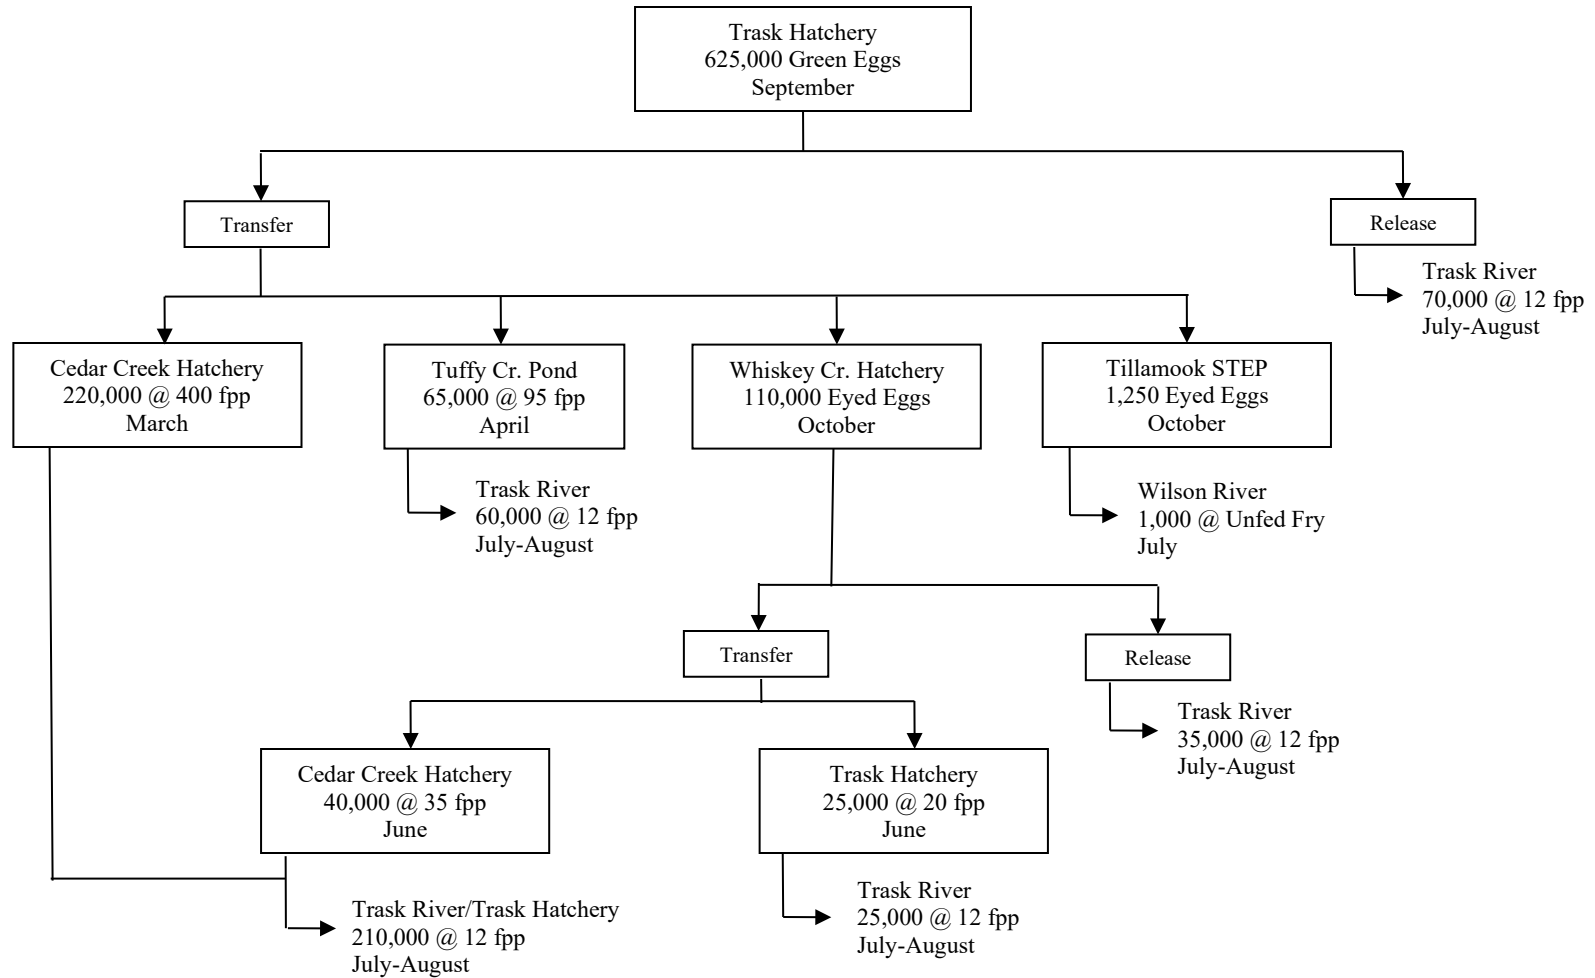 Trask Hatchery
625,000 Green Eggs
September
Transfer
Release
Trask River
70,000 @ 12 fpp
July-August
Cedar Creek Hatchery
220,000 @ 400 fpp
March
Tuffy Cr. Pond
65,000 @ 95 fpp
April
Whiskey Cr. Hatchery
110,000 Eyed Eggs
October
Tillamook STEP
1,250 Eyed Eggs
October
Trask River
60,000 @ 12 fpp
July-August
Wilson River
1,000 @ Unfed Fry
July
Transfer
Release
Trask River
35,000 @ 12 fpp
July-August
Cedar Creek Hatchery
40,000 @ 35 fpp
June
Trask Hatchery
25,000 @ 20 fpp
June
Trask River/Trask Hatchery
210,000 @ 12 fpp
July-August
Trask River
25,000 @ 12 fpp
July-August